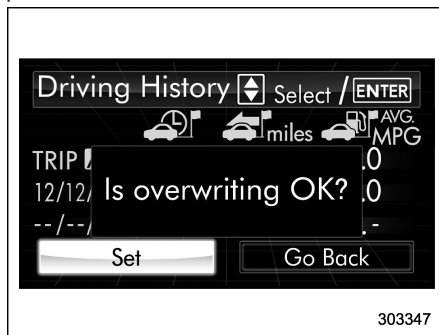 Driving History Select / ENTER
miles AVG. MPG
TRIP .0
12/12/ .0
Is overwriting OK?
--/--/ .-
Set Go Back
303347